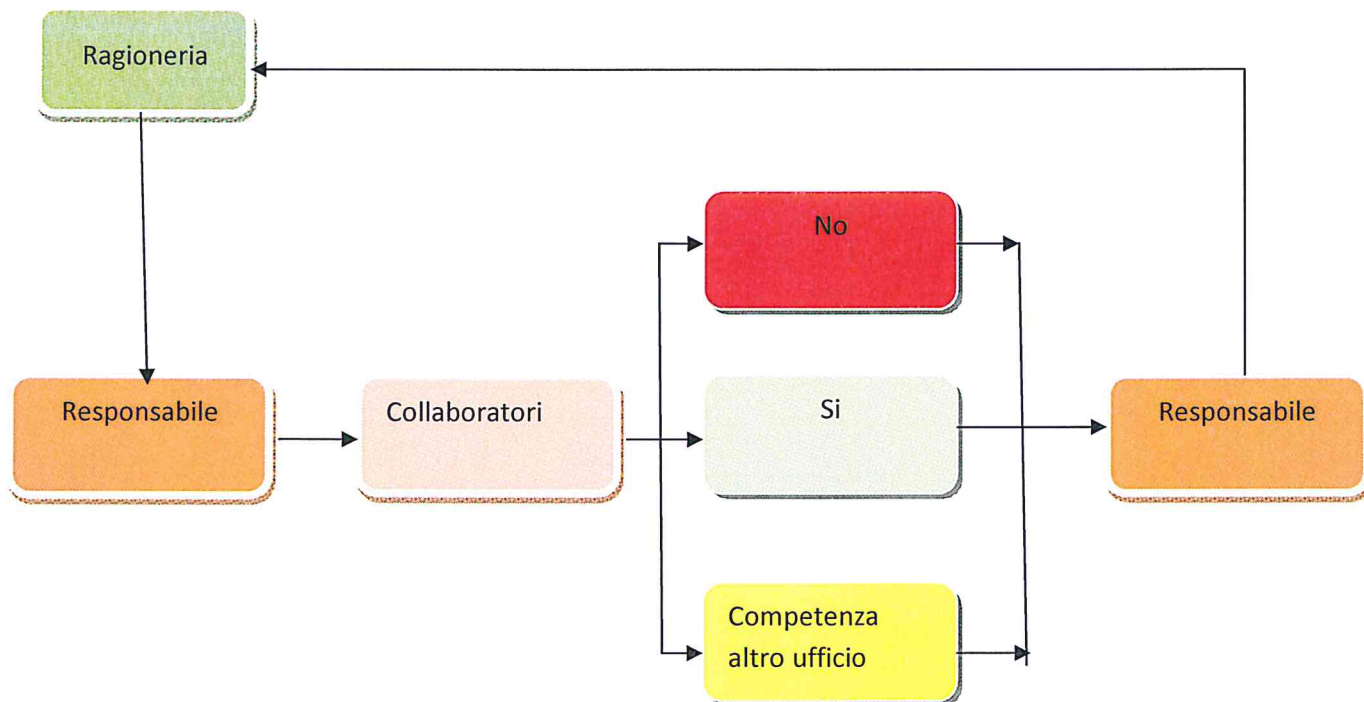 Ragioneria
No
Responsabile
Collaboratori
Si
Responsabile
Competenza
altro ufficio